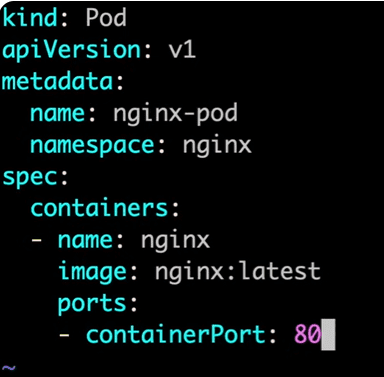 kind: Pod
apiVersion: v1
metadata:
  name: nginx-pod
  namespace: nginx
spec:
  containers:
  - name: nginx
    image: nginx:latest
    ports:
    - containerPort: 80
~